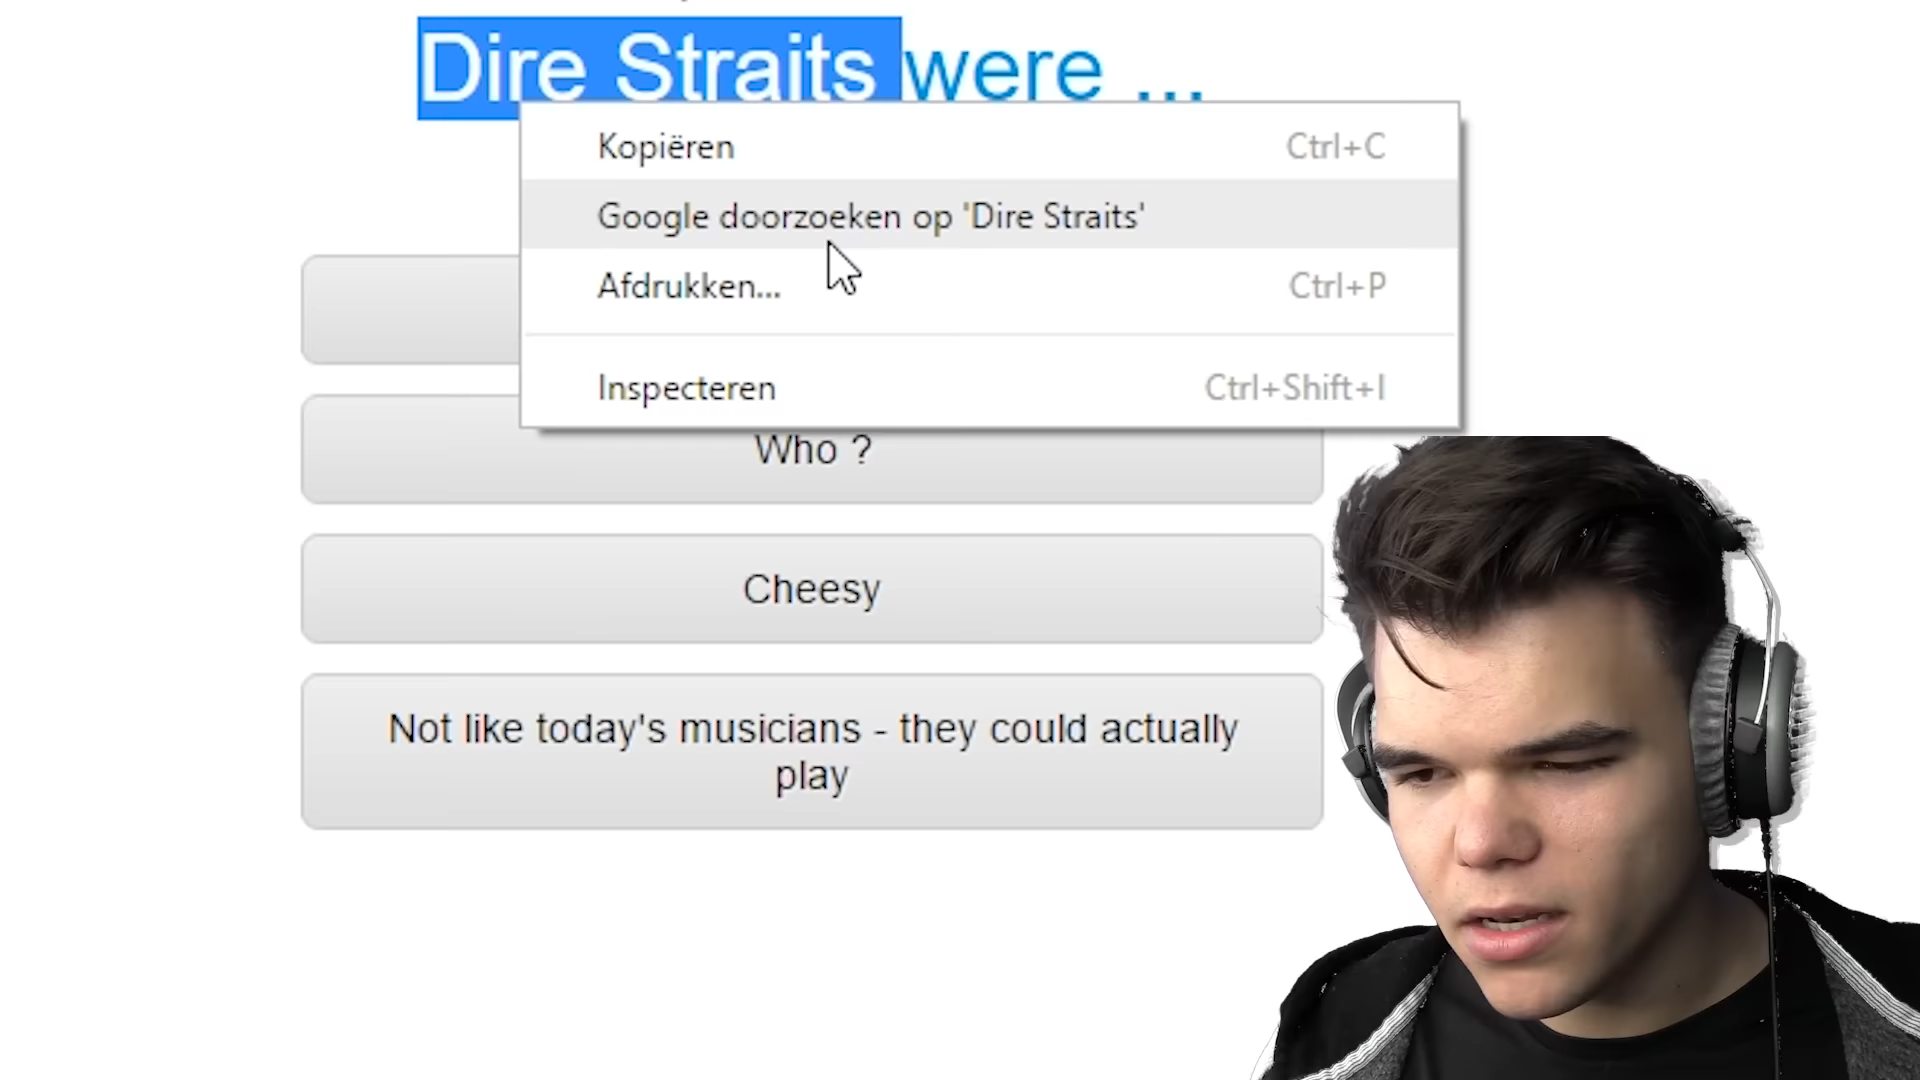 Dire Straits were ...
Kopiëren Ctrl+C
Google doorzoeken op 'Dire Straits'
Afdrukken... Ctrl+P
Inspecteren Ctrl+Shift+I
Who ?
Cheesy
Not like today's musicians - they could actually
play